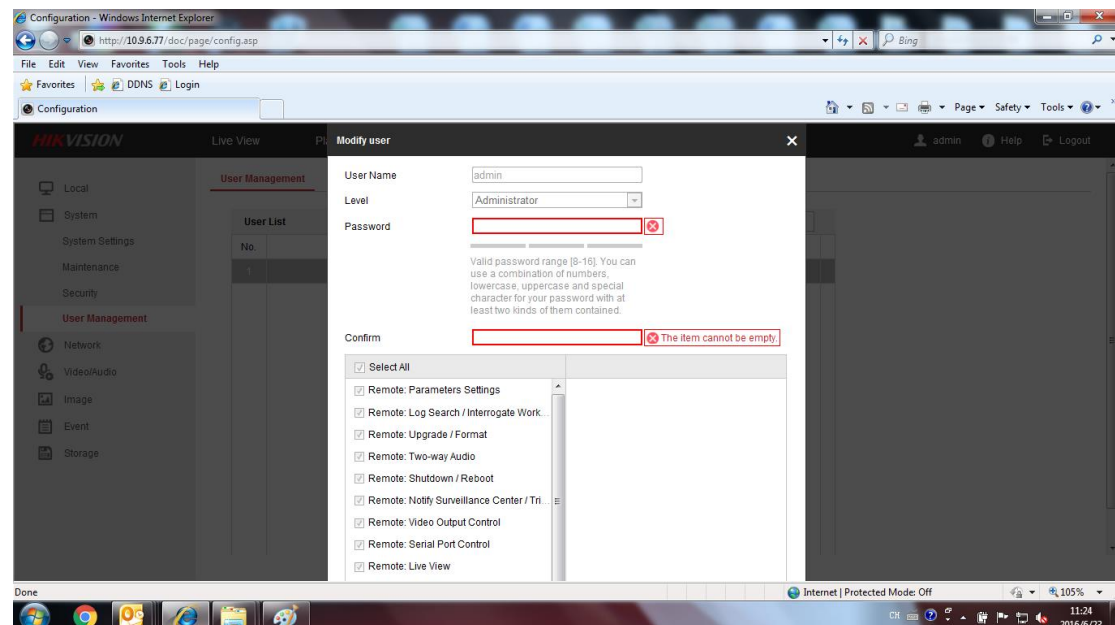 Configuration - Windows Internet Explorer
http://10.9.6.77/doc/page/config.asp
Bing
File Edit View Favorites Tools Help
Favorites DDNS Login
Configuration
Page Safety Tools
HIKVISION Live View Modify user admin Help Logout
User Name admin
Level Administrator
Password
Valid password range [8-16]. You can
use a combination of numbers,
lowercase, uppercase and special
character for your password with at
least two kinds of them contained.
Confirm The item cannot be empty.
Select All
Remote: Parameters Settings
Remote: Log Search / Interrogate Work...
Remote: Upgrade / Format
Remote: Two-way Audio
Remote: Shutdown / Reboot
Remote: Notify Surveillance Center / Tri...
Remote: Video Output Control
Remote: Serial Port Control
Remote: Live View
Local
System
System Settings
Maintenance
Security
User Management
Network
Video/Audio
Image
Event
Storage
User Management
User List
No.
1
Done Internet | Protected Mode: Off 105%
CH 11:24
2016/6/23